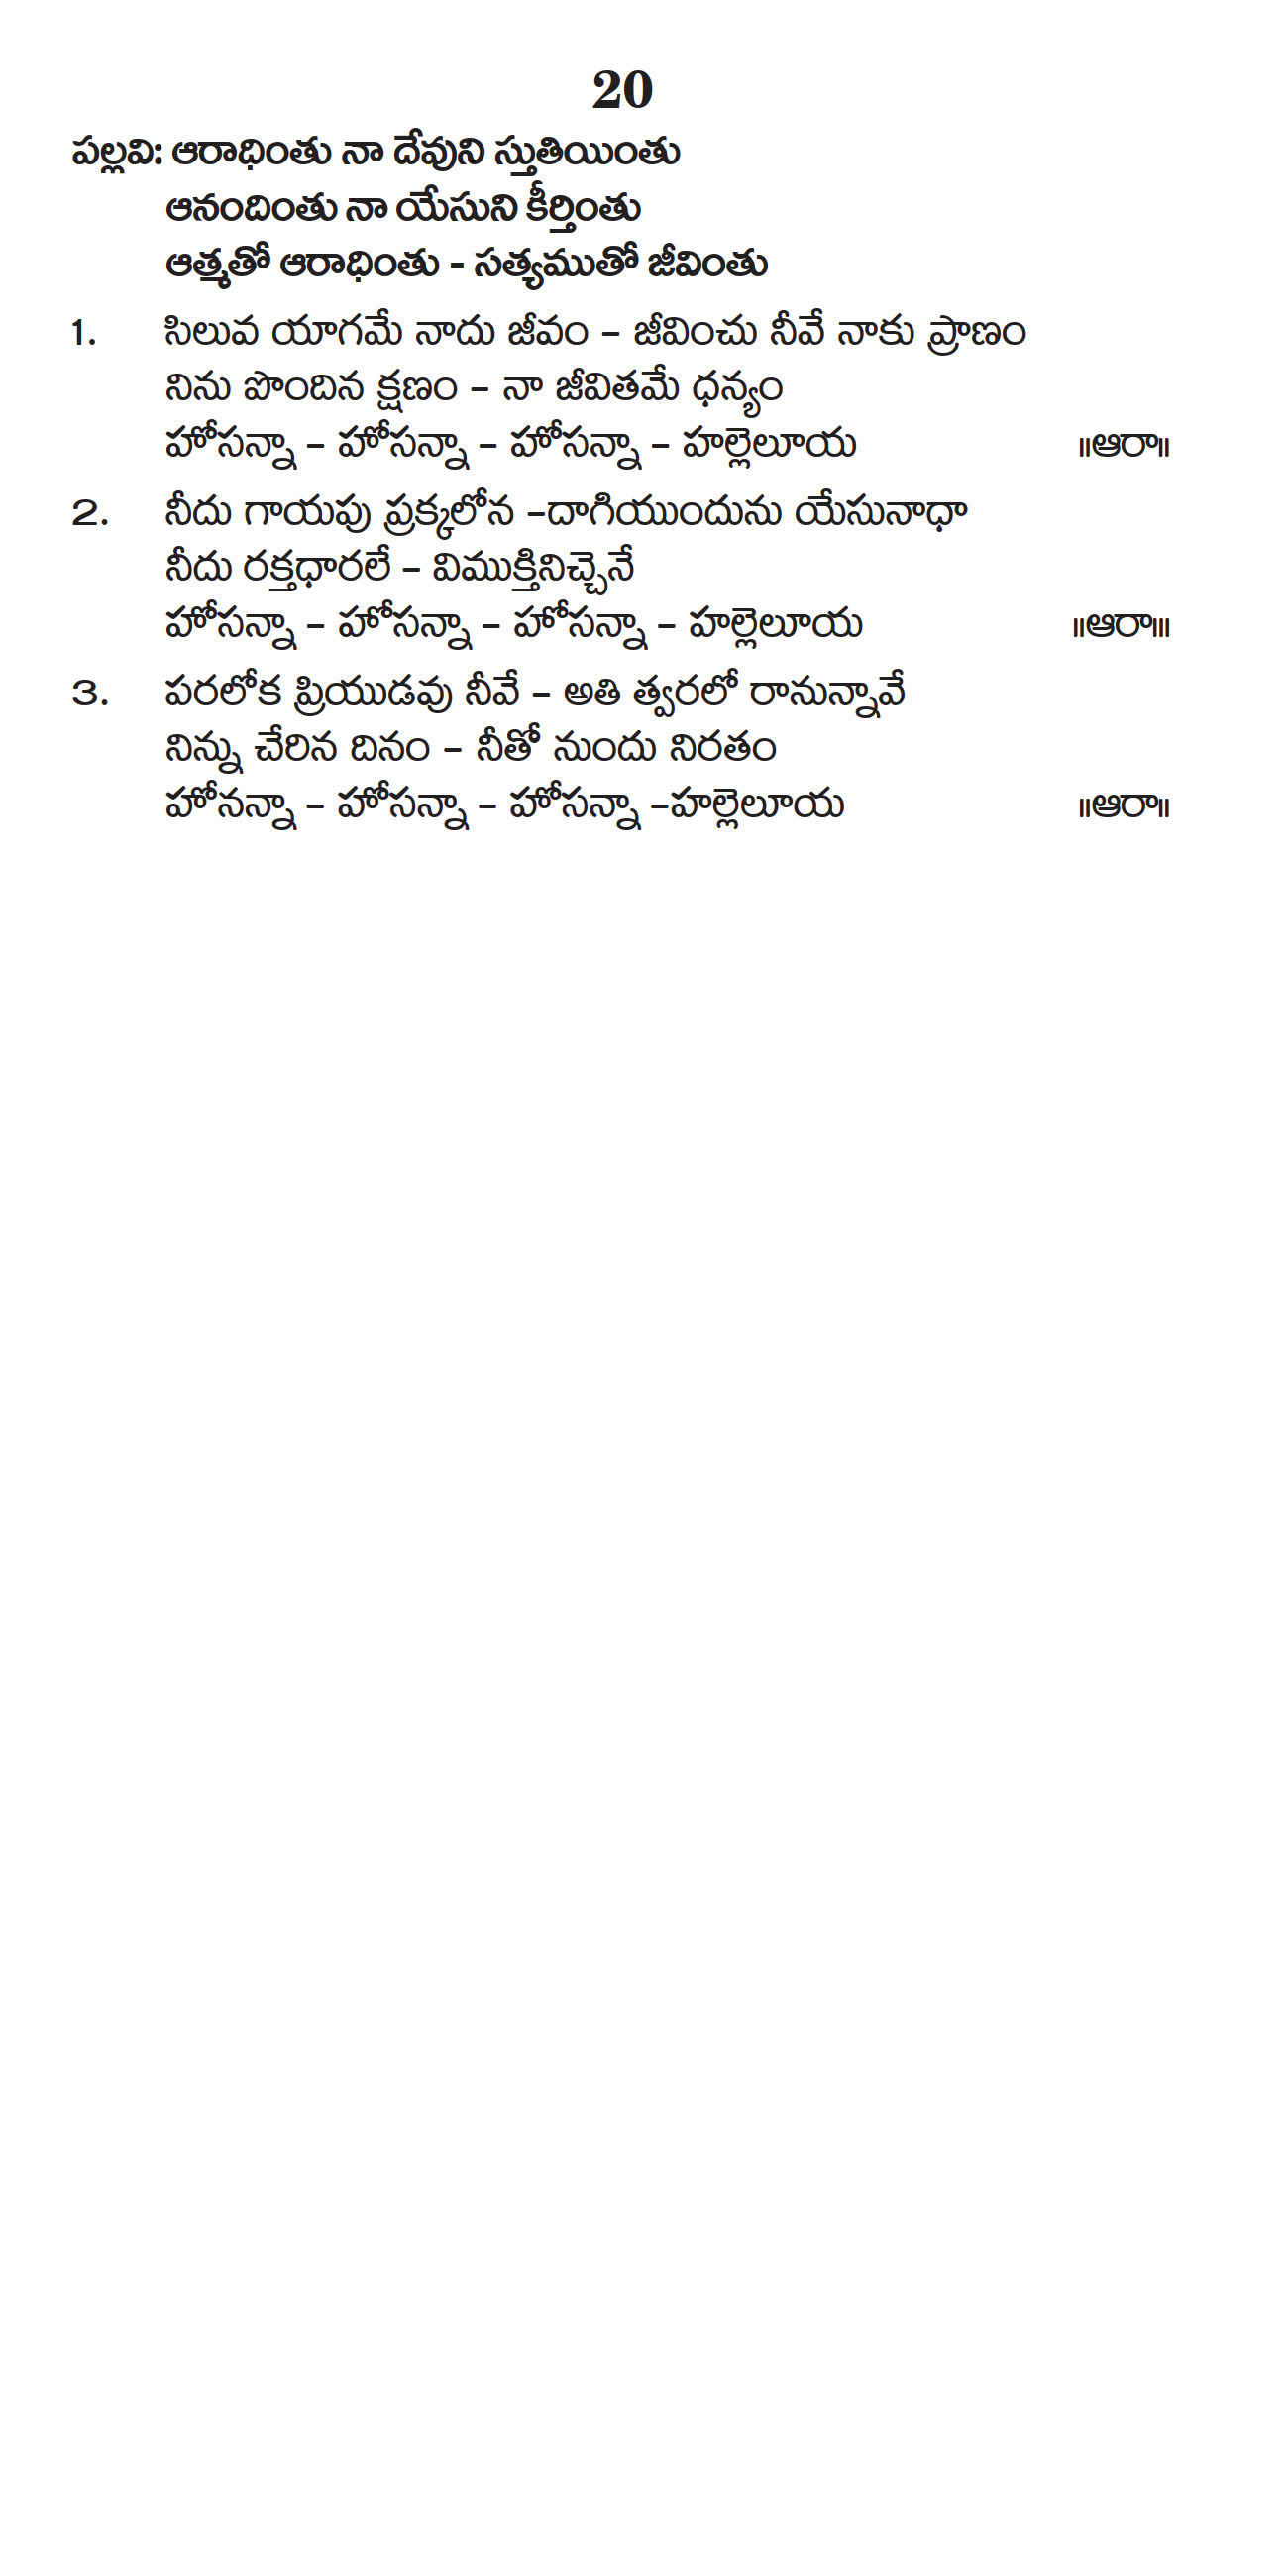 20
పల్లవి: ఆరాధింతు నా దేవుని స్తుతియింతు
ఆనందింతు నా యేసుని కీర్తింతు
ఆత్మతో ఆరాధింతు - సత్యముతో జీవింతు
1. సిలువ యాగమే నాదు జీవం – జీవించు నీవే నాకు ప్రాణం
నిను పొందిన క్షణం – నా జీవితమే ధన్యం
హోసన్నా – హోసన్నా – హోసన్నా – హల్లెలూయ ॥ఆరా॥
2. నీదు గాయపు ప్రక్కలోన –దాగియుందును యేసునాధా
నీదు రక్తధారలే – విముక్తినిచ్చెనే
హోసన్నా – హోసన్నా – హోసన్నా – హల్లెలూయ ॥ఆరా॥।
3. పరలోక ప్రియుడవు నీవే – అతి త్వరలో రానున్నావే
నిన్ను చేరిన దినం – నీతో నుందు నిరతం
హోనన్నా – హోసన్నా – హోసన్నా –హల్లెలూయ ॥ఆరా॥